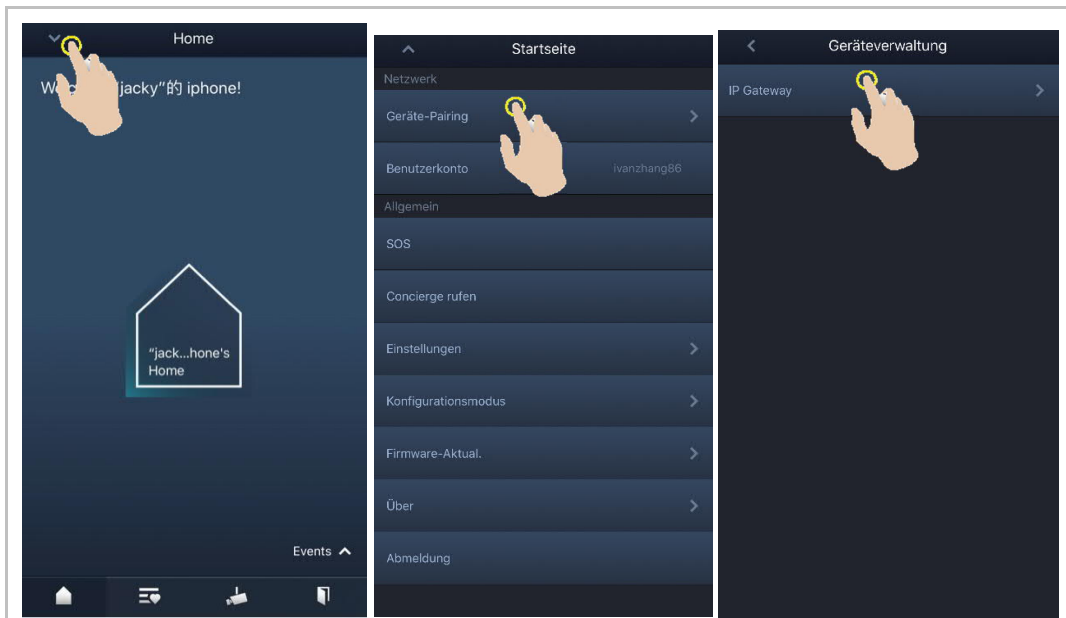 Home
jacky”的 iphone!
“jack...hone's
Home
Events
Startseite
Netzwerk
Geräte-Pairing
Benutzerkonto ivanzhang86
Allgemein
SOS
Concierge rufen
Einstellungen
Konfigurationsmodus
Firmware-Aktual.
Über
Abmeldung
Geräteverwaltung
IP Gateway